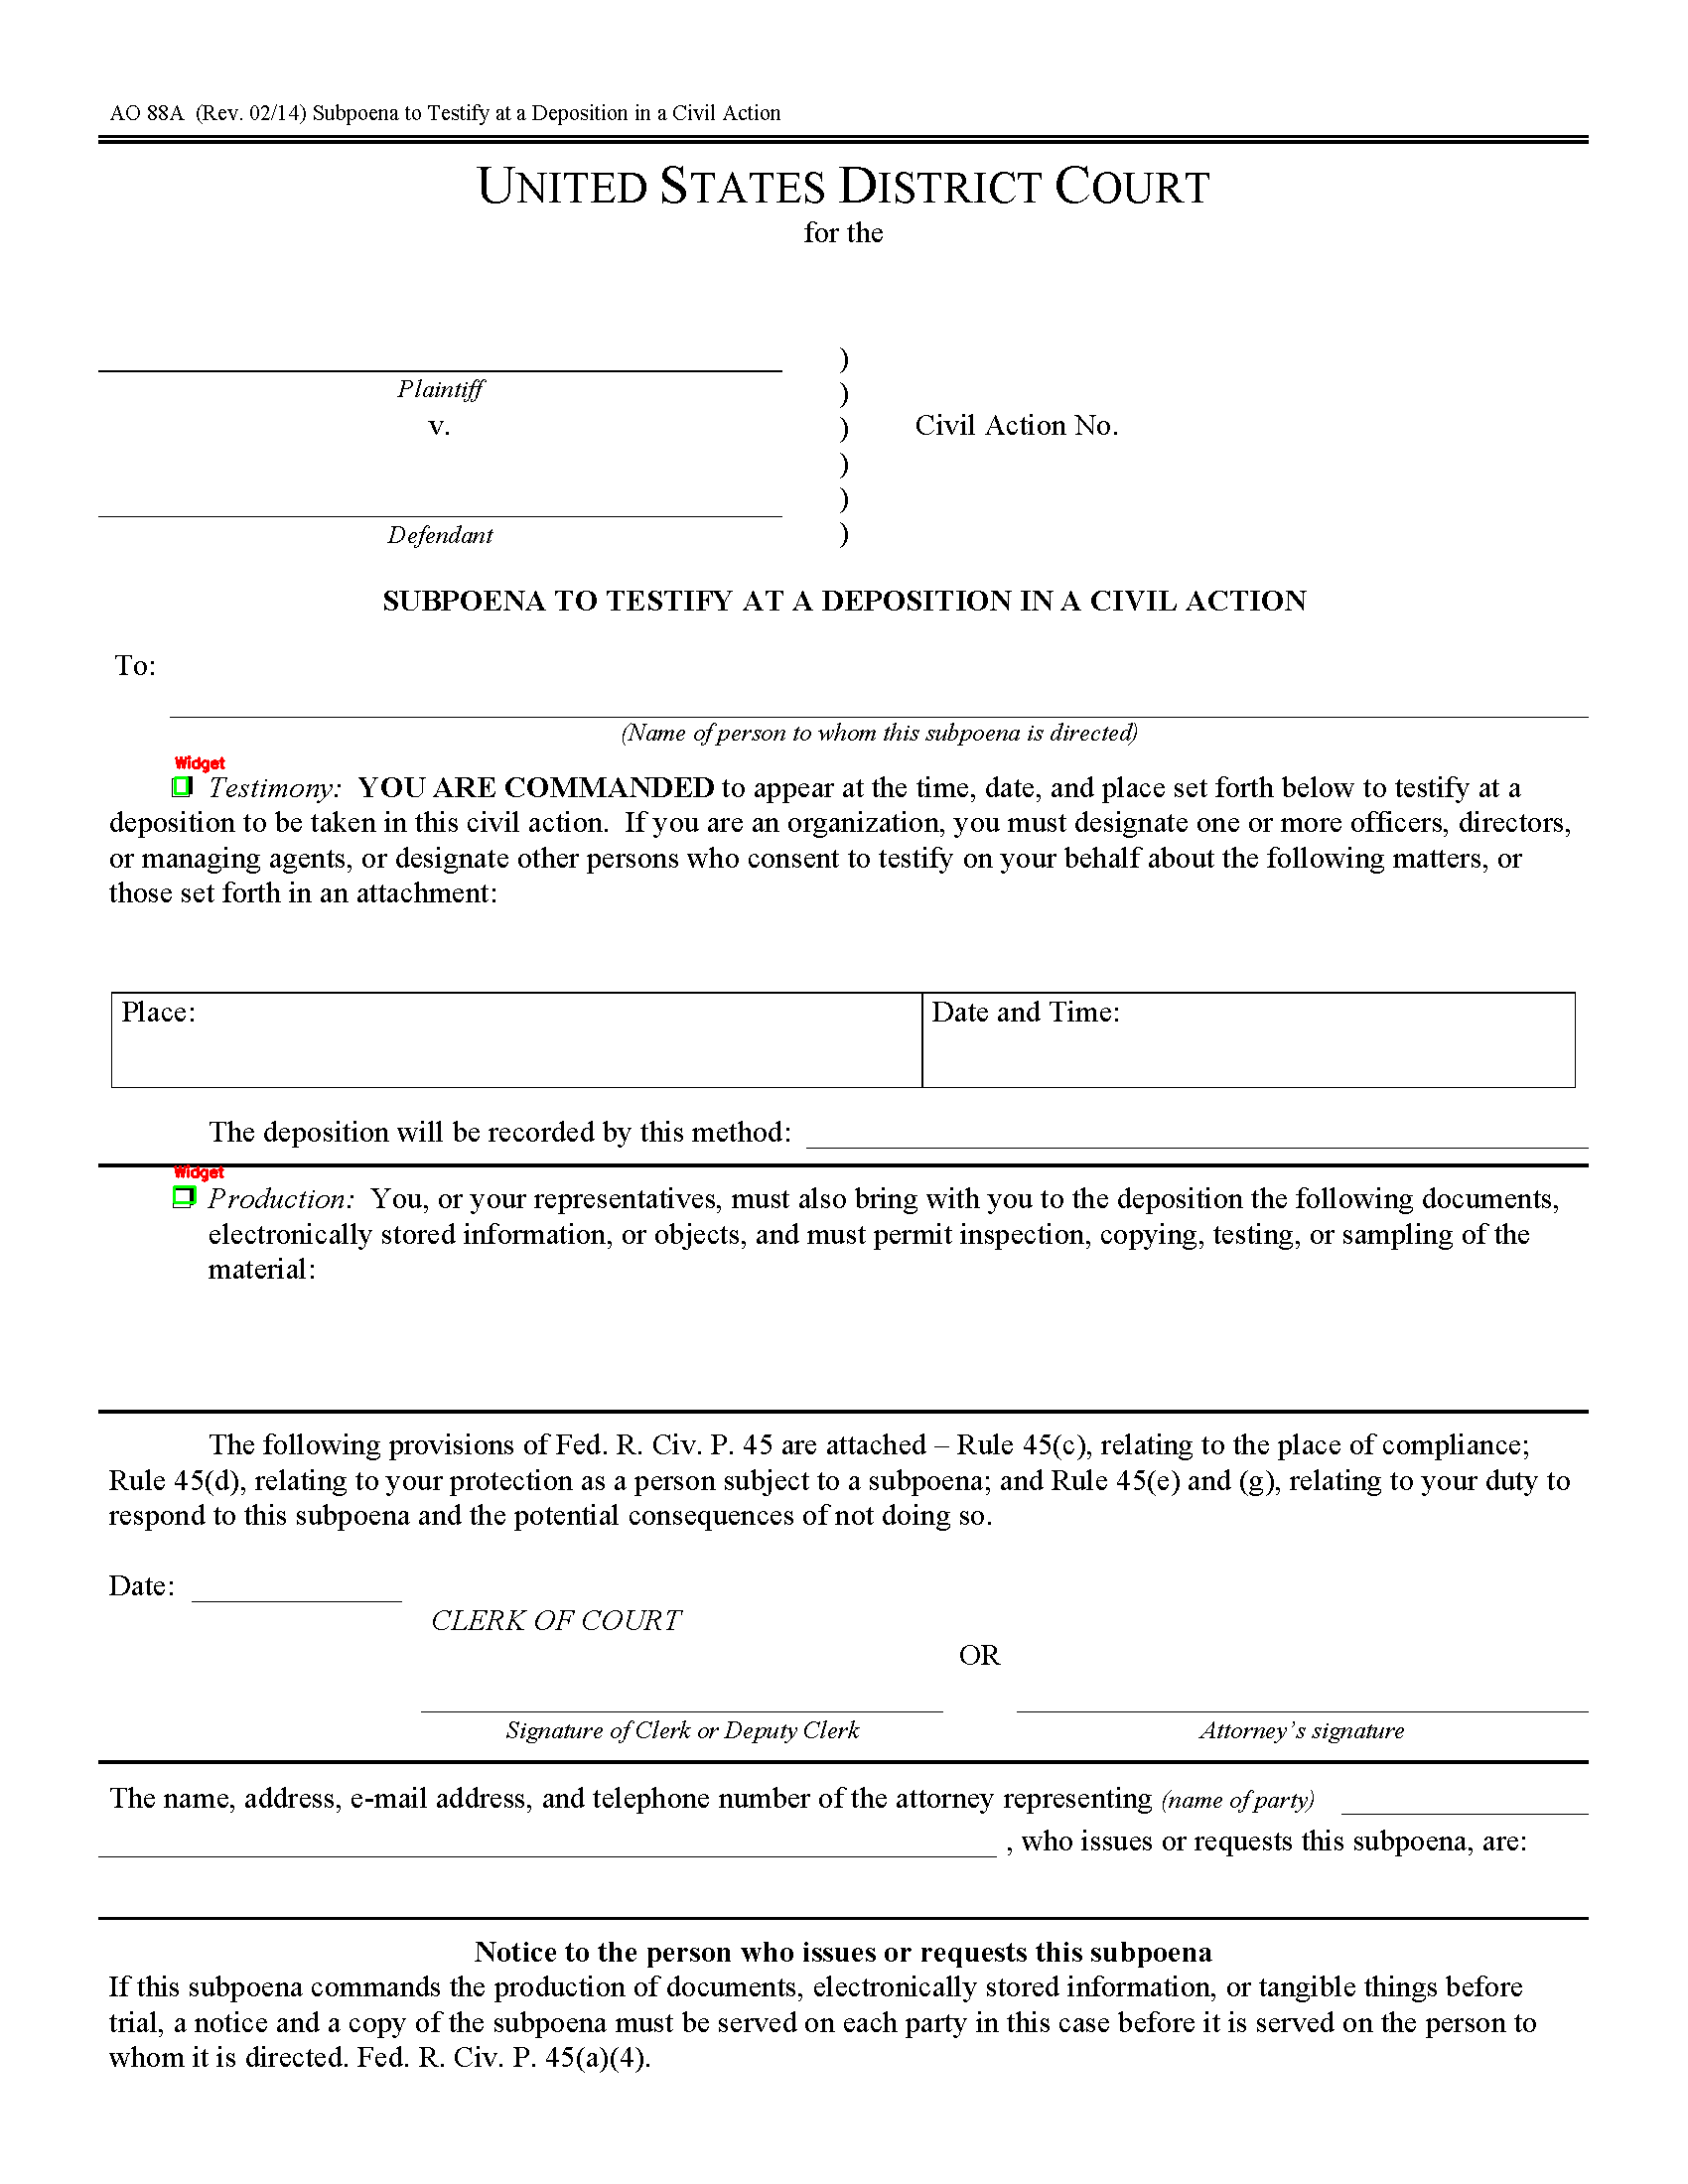 AO 88A (Rev. 02/14) Subpoena to Testify at a Deposition in a Civil Action
UNITED STATES DISTRICT COURT
for the
)
Plaintiff )
v. ) Civil Action No.
)
)
Defendant )
SUBPOENA TO TESTIFY AT A DEPOSITION IN A CIVIL ACTION
To:
(Name of person to whom this subpoena is directed)
Widget
Testimony: YOU ARE COMMANDED to appear at the time, date, and place set forth below to testify at a
deposition to be taken in this civil action. If you are an organization, you must designate one or more officers, directors,
or managing agents, or designate other persons who consent to testify on your behalf about the following matters, or
those set forth in an attachment:
Place: Date and Time:
The deposition will be recorded by this method:
Widget
Production: You, or your representatives, must also bring with you to the deposition the following documents,
electronically stored information, or objects, and must permit inspection, copying, testing, or sampling of the
material:
The following provisions of Fed. R. Civ. P. 45 are attached – Rule 45(c), relating to the place of compliance;
Rule 45(d), relating to your protection as a person subject to a subpoena; and Rule 45(e) and (g), relating to your duty to
respond to this subpoena and the potential consequences of not doing so.
Date:
CLERK OF COURT
OR
Signature of Clerk or Deputy Clerk Attorney’s signature
The name, address, e-mail address, and telephone number of the attorney representing (name of party)
, who issues or requests this subpoena, are:
Notice to the person who issues or requests this subpoena
If this subpoena commands the production of documents, electronically stored information, or tangible things before
trial, a notice and a copy of the subpoena must be served on each party in this case before it is served on the person to
whom it is directed. Fed. R. Civ. P. 45(a)(4).